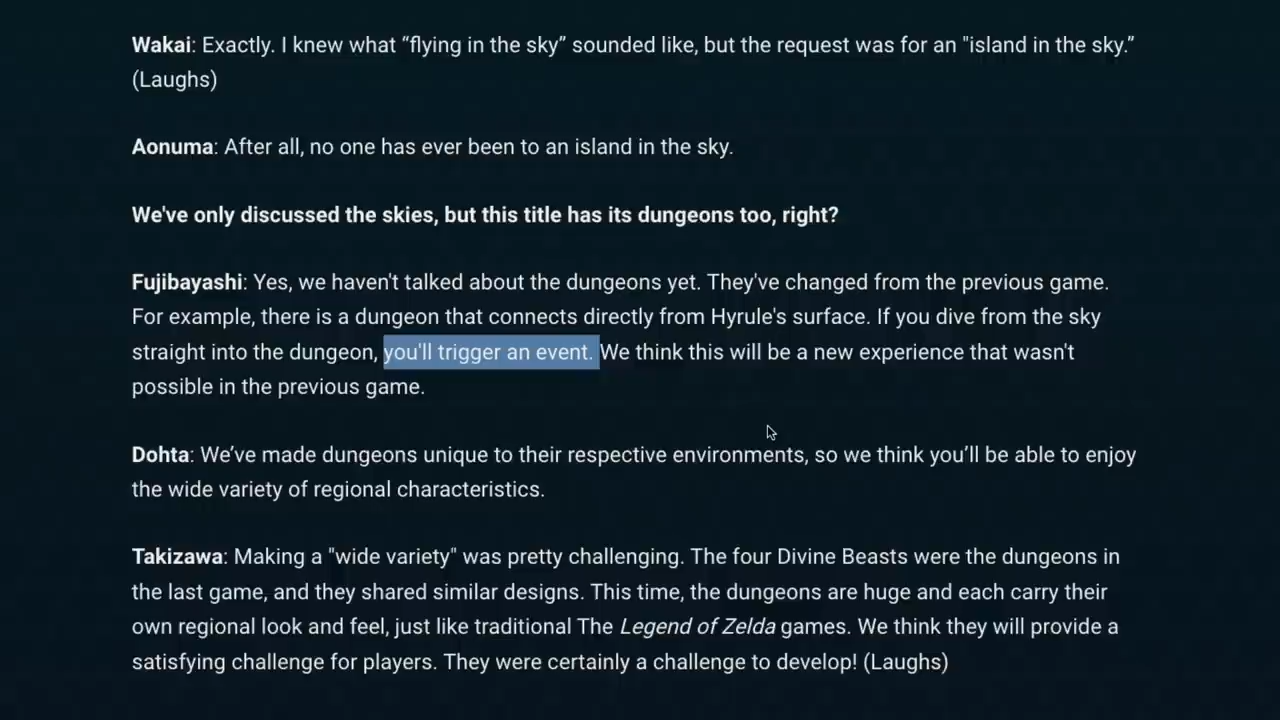 Wakai: Exactly. I knew what “flying in the sky” sounded like, but the request was for an "island in the sky.”
(Laughs)
Aonuma: After all, no one has ever been to an island in the sky.
We've only discussed the skies, but this title has its dungeons too, right?
Fujibayashi: Yes, we haven't talked about the dungeons yet. They've changed from the previous game.
For example, there is a dungeon that connects directly from Hyrule's surface. If you dive from the sky
straight into the dungeon, you'll trigger an event. We think this will be a new experience that wasn't
possible in the previous game.
Dohta: We’ve made dungeons unique to their respective environments, so we think you’ll be able to enjoy
the wide variety of regional characteristics.
Takizawa: Making a "wide variety" was pretty challenging. The four Divine Beasts were the dungeons in
the last game, and they shared similar designs. This time, the dungeons are huge and each carry their
own regional look and feel, just like traditional The Legend of Zelda games. We think they will provide a
satisfying challenge for players. They were certainly a challenge to develop! (Laughs)